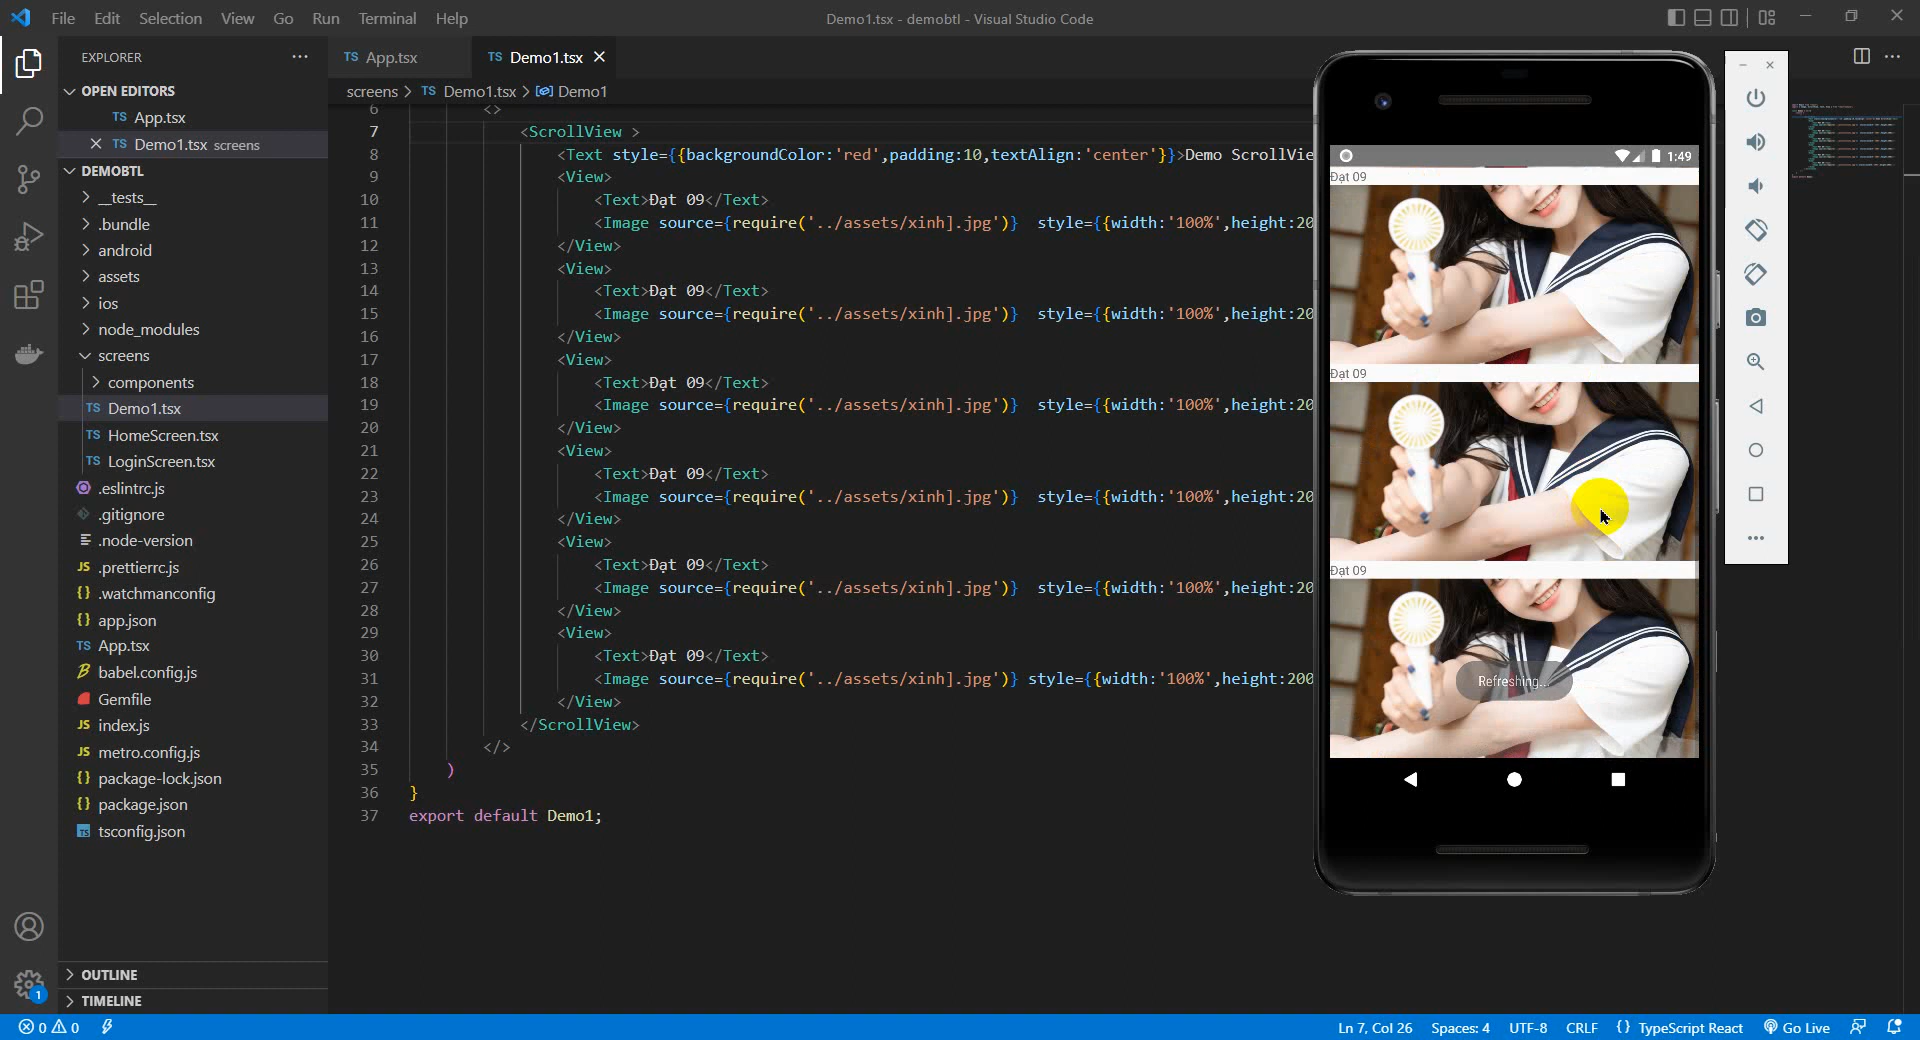 File Edit Selection View Go Run Terminal Help
Demo1.tsx - demobtl - Visual Studio Code
EXPLORER
OPEN EDITORS
TS App.tsx
TS Demo1.tsx screens
DEMOBTL
__tests__
.bundle
android
assets
ios
node_modules
screens
components
TS Demo1.tsx
TS HomeScreen.tsx
TS LoginScreen.tsx
.eslintrc.js
.gitignore
.node-version
JS .prettierrc.js
{} .watchmanconfig
{} app.json
TS App.tsx
babel.config.js
Gemfile
JS index.js
JS metro.config.js
{} package-lock.json
{} package.json
TS tsconfig.json
OUTLINE
TIMELINE
TS App.tsx
TS Demo1.tsx
screens > TS Demo1.tsx > Demo1
6 <>
7 <ScrollView >
8 <Text style={{backgroundColor:'red',padding:10,textAlign:'center'}}>Demo ScrollVie
9 <View>
10 <Text>Đạt 09</Text>
11 <Image source={require('../assets/xinh].jpg')}  style={{width:'100%',height:20
12 </View>
13 <View>
14 <Text>Đạt 09</Text>
15 <Image source={require('../assets/xinh].jpg')}  style={{width:'100%',height:20
16 </View>
17 <View>
18 <Text>Đạt 09</Text>
19 <Image source={require('../assets/xinh].jpg')}  style={{width:'100%',height:20
20 </View>
21 <View>
22 <Text>Đạt 09</Text>
23 <Image source={require('../assets/xinh].jpg')}  style={{width:'100%',height:20
24 </View>
25 <View>
26 <Text>Đạt 09</Text>
27 <Image source={require('../assets/xinh].jpg')}  style={{width:'100%',height:20
28 </View>
29 <View>
30 <Text>Đạt 09</Text>
31 <Image source={require('../assets/xinh].jpg')} style={{width:'100%',height:200
32 </View>
33 </ScrollView>
34 </>
35 )
36 }
37 export default Demo1;
1:49
Đạt 09
Đạt 09
Đạt 09
Refreshing...
1
0 0
Ln 7, Col 26 Spaces: 4 UTF-8 CRLF {} TypeScript React Go Live